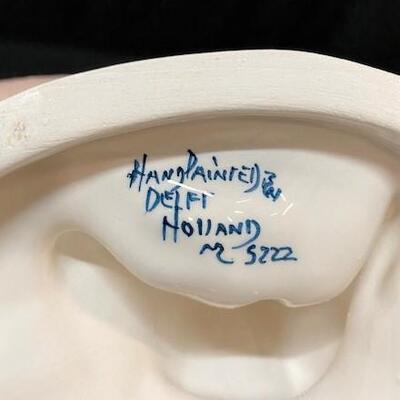 HANDPAINTED
DELFT
HOLLAND
5222